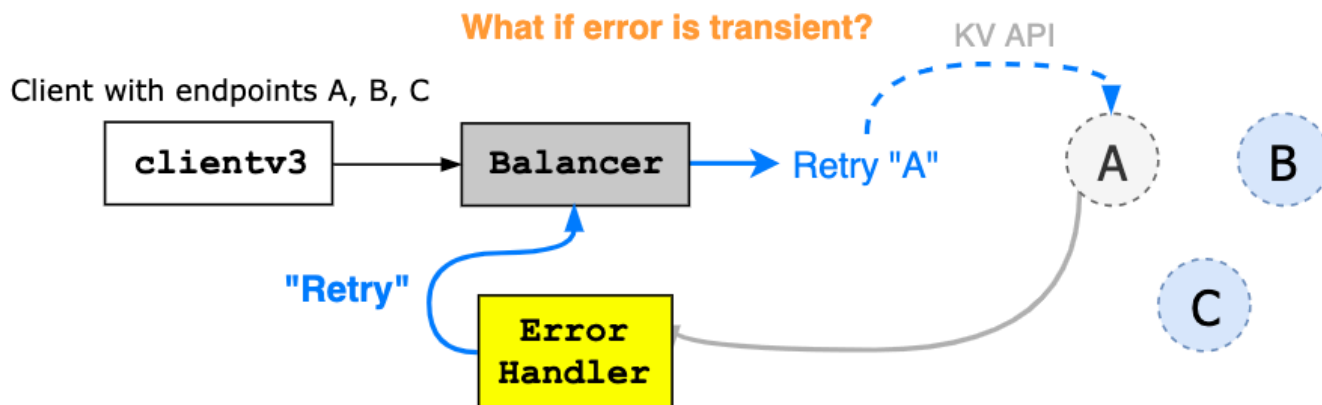 What if error is transient?
KV API
Client with endpoints A, B, C
clientv3
Balancer
Retry "A"
A
B
"Retry"
C
Error
Handler